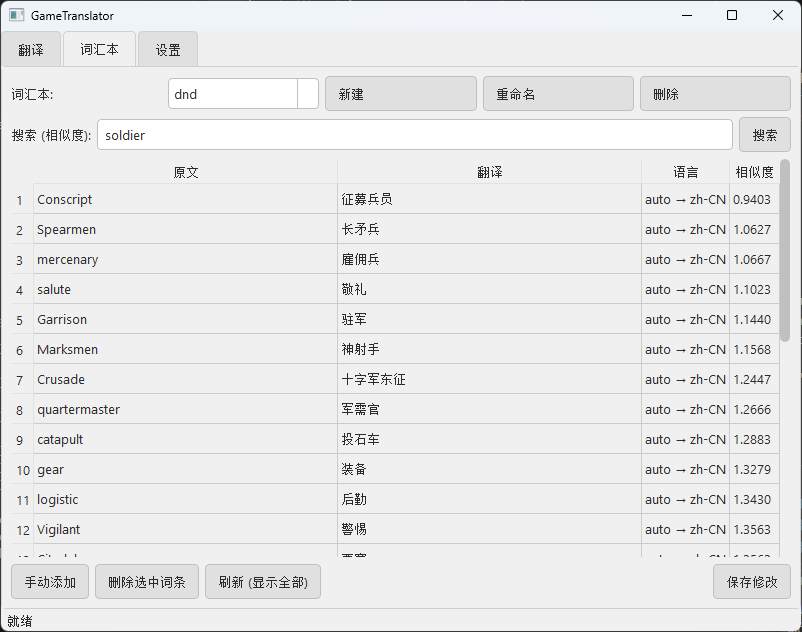 GameTranslator
翻译 词汇本 设置
词汇本: dnd 新建 重命名 删除
搜索 (相似度): soldier 搜索
原文 翻译 语言 相似度
1 Conscript 征募兵员 auto → zh-CN 0.9403
2 Spearmen 长矛兵 auto → zh-CN 1.0627
3 mercenary 雇佣兵 auto → zh-CN 1.0667
4 salute 敬礼 auto → zh-CN 1.1023
5 Garrison 驻军 auto → zh-CN 1.1440
6 Marksmen 神射手 auto → zh-CN 1.1568
7 Crusade 十字军东征 auto → zh-CN 1.2447
8 quartermaster 军需官 auto → zh-CN 1.2666
9 catapult 投石车 auto → zh-CN 1.2883
10 gear 装备 auto → zh-CN 1.3279
11 logistic 后勤 auto → zh-CN 1.3430
12 Vigilant 警惕 auto → zh-CN 1.3563
手动添加 删除选中词条 刷新 (显示全部) 保存修改
就绪